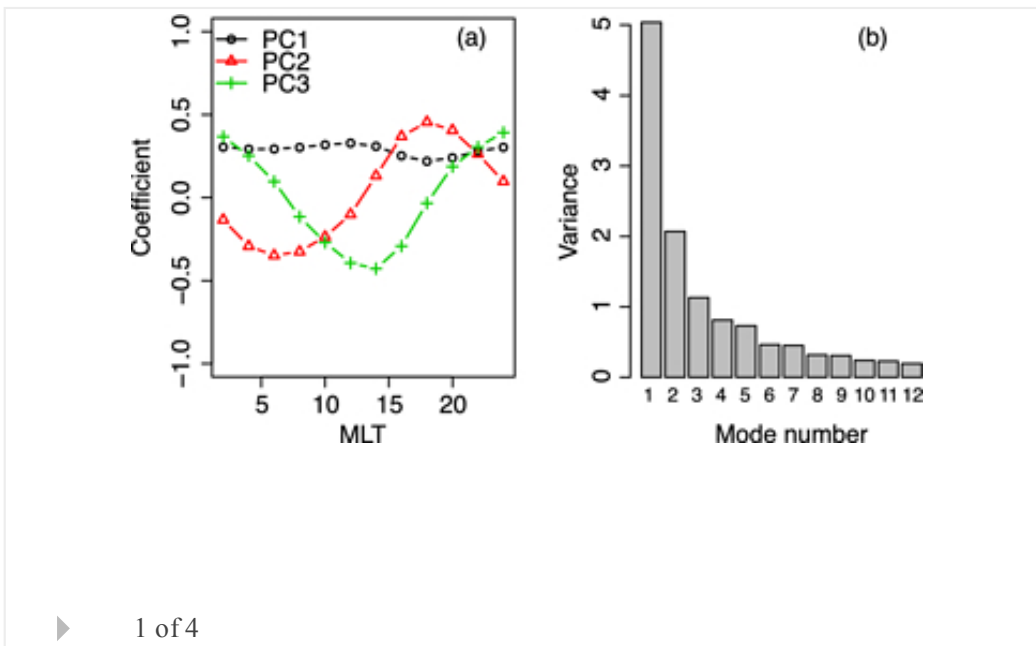 PC1
PC2
PC3
(a)
1.0
0.5
0.0
−0.5
−1.0
Coefficient
5 10 15 20
MLT
(b)
5
4
3
2
1
0
Variance
1 2 3 4 5 6 7 8 9 10 11 12
Mode number
1 of 4